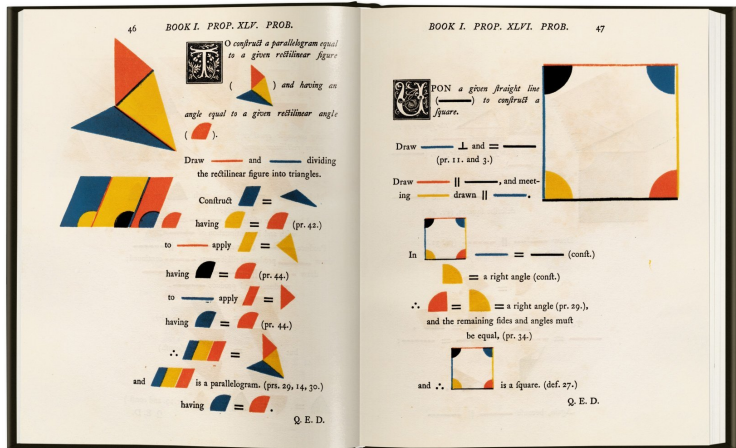 46 BOOK I. PROP. XLV. PROB.
TO conſtruct a parallelogram equal
to a given rectilinear figure
( ) and having an
angle equal to a given rectilinear angle
( ).
Draw and dividing
the rectilinear figure into triangles.
Conſtruct =
having = (pr. 42.)
to apply =
having = (pr. 44.)
to apply =
having = (pr. 44.)
∴ =
and is a parallelogram. (prs. 29, 14, 30.)
having = .
Q. E. D.
BOOK I. PROP. XLVI. PROB. 47
UPON a given ſtraight line
( ) to conſtruct a
ſquare.
Draw ⊥ and =
(pr. 11. and 3.)
Draw ∥ , and meet-
ing drawn ∥ .
In = (conſt.)
= a right angle (conſt.)
∴ = = a right angle (pr. 29.),
and the remaining ſides and angles muſt
be equal, (pr. 34.)
and ∴ is a ſquare. (def. 27.)
Q. E. D.